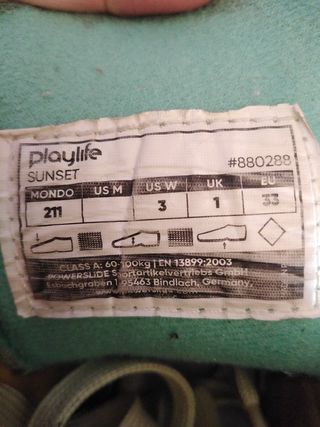 playlife
SUNSET #880288
MONDO US M US W UK EU
211 3 1 33
CLASS A: 60-100kg | EN 13899:2003
POWERSLIDE Sportartikelvertriebs GmbH
Esbachgraben 1 95463 Bindlach, Germany,